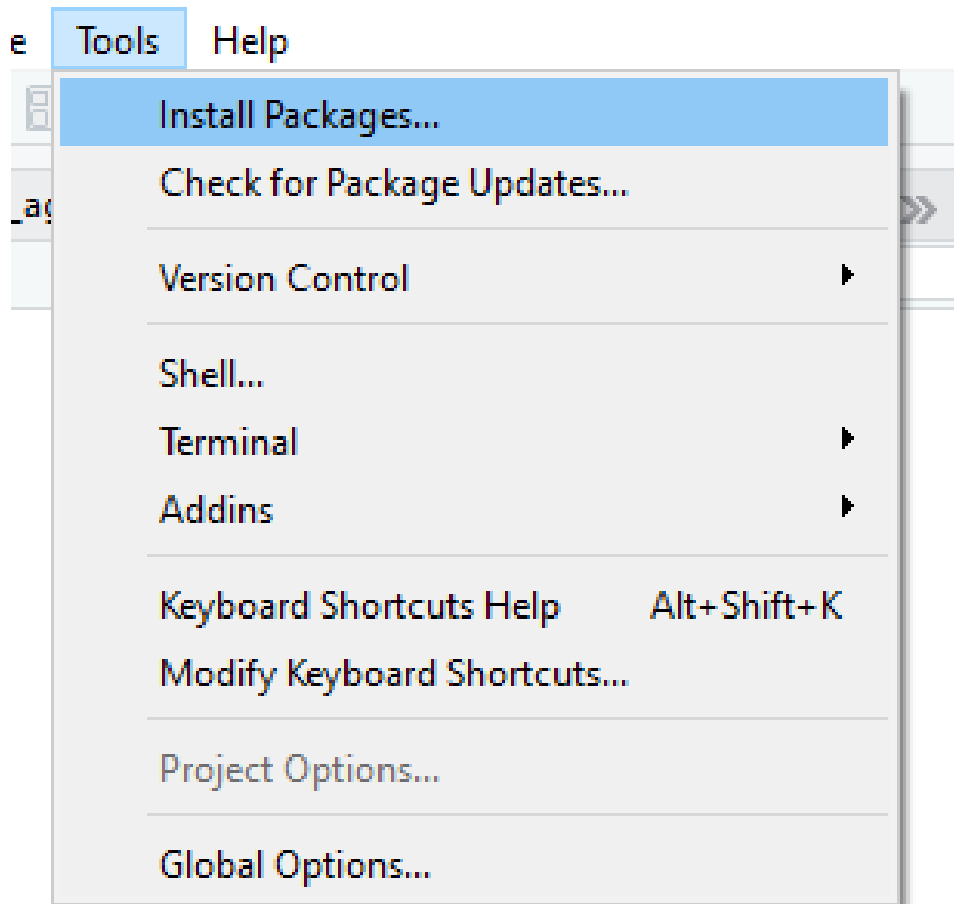 e Tools Help
Install Packages...
_ag
Check for Package Updates...
Version Control
Shell...
Terminal
Addins
Keyboard Shortcuts Help Alt+Shift+K
Modify Keyboard Shortcuts...
Project Options...
Global Options...